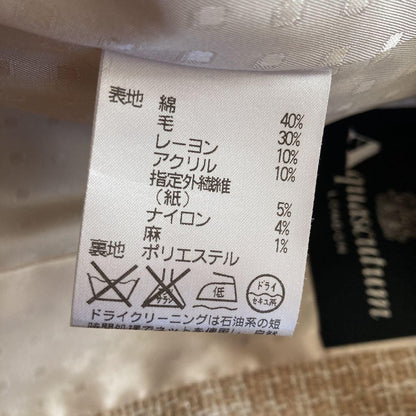 表地 綿 40%
毛 30%
レーヨン 10%
アクリル 10%
指定外繊維
（紙） 5%
ナイロン 4%
麻 1%
裏地 ポリエステル
低
ドライ
セキユ系
ドライクリーニングは石油系の短
Aquascutum
LONDON